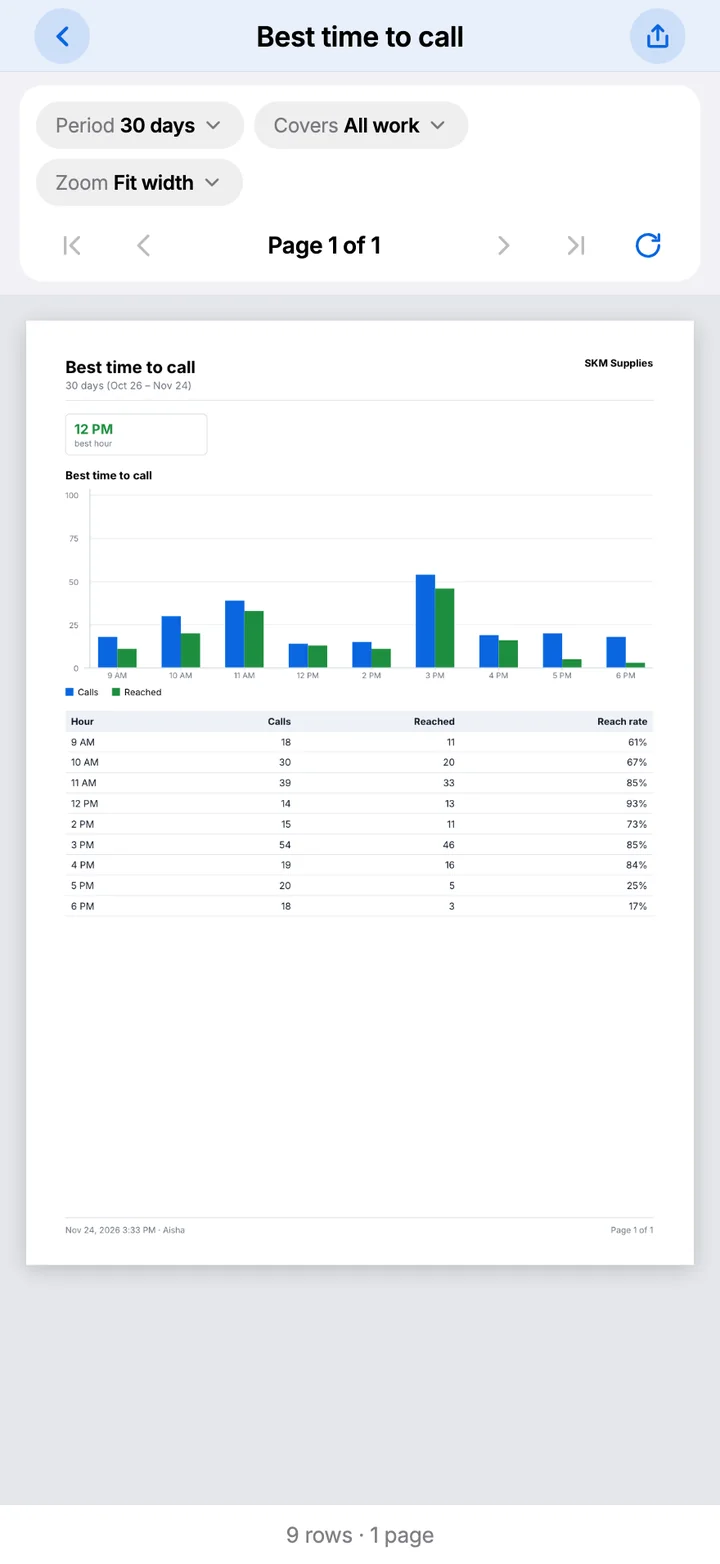 Best time to call
Period 30 days
Covers All work
Zoom Fit width
Page 1 of 1
Best time to call
SKM Supplies
30 days (Oct 26 – Nov 24)
12 PM
best hour
Best time to call
100
75
50
25
0
9 AM 10 AM 11 AM 12 PM 2 PM 3 PM 4 PM 5 PM 6 PM
Calls Reached
Hour Calls Reached Reach rate
9 AM 18 11 61%
10 AM 30 20 67%
11 AM 39 33 85%
12 PM 14 13 93%
2 PM 15 11 73%
3 PM 54 46 85%
4 PM 19 16 84%
5 PM 20 5 25%
6 PM 18 3 17%
Nov 24, 2026 3:33 PM · Aisha
Page 1 of 1
9 rows · 1 page